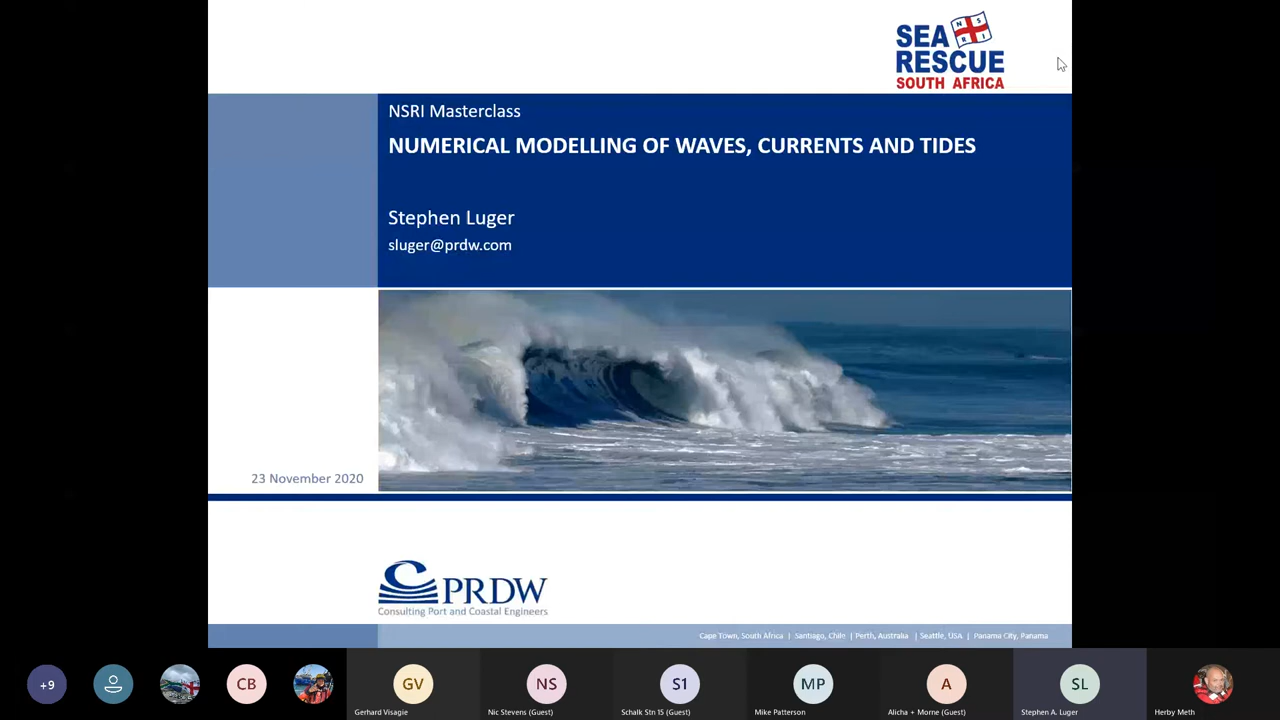 SEA
NSRI
RESCUE
SOUTH AFRICA
NSRI Masterclass
NUMERICAL MODELLING OF WAVES, CURRENTS AND TIDES
Stephen Luger
sluger@prdw.com
23 November 2020
PRDW
Consulting Port and Coastal Engineers
Cape Town, South Africa | Santiago, Chile | Perth, Australia | Seattle, USA | Panama City, Panama
+9
CB
GV
NS
S1
MP
A
SL
Gerhard Visagie
Nic Stevens (Guest)
Schalk Stn 15 (Guest)
Mike Patterson
Alicha + Morne (Guest)
Stephen A. Luger
Herby Meth